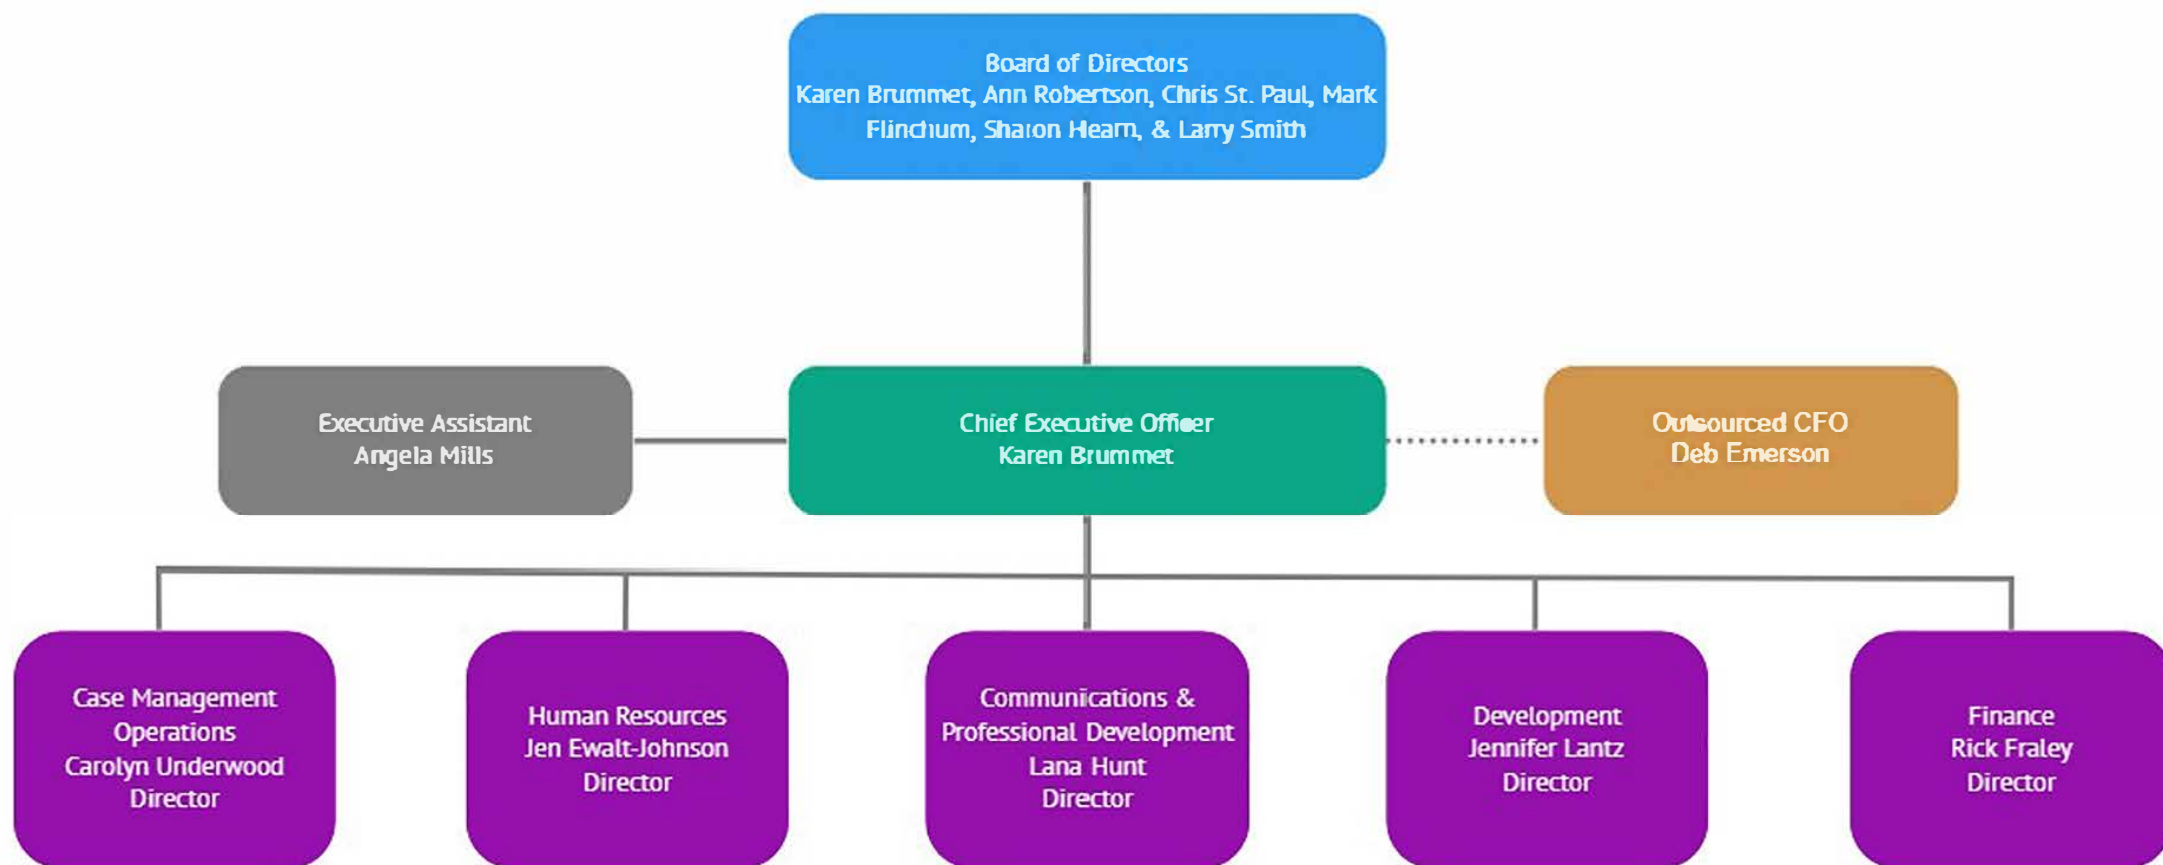 Board of Directors
Karen Brummet, Ann Robertson, Chris St. Paul, Mark
Flinchum, Sharon Hearn, & Larry Smith
Executive Assistant
Angela Mills
Chief Executive Officer
Karen Brummet
Outsourced CFO
Deb Emerson
Case Management
Operations
Carolyn Underwood
Director
Human Resources
Jen Ewalt-Johnson
Director
Communications &
Professional Development
Lana Hunt
Director
Development
Jennifer Lantz
Director
Finance
Rick Fraley
Director